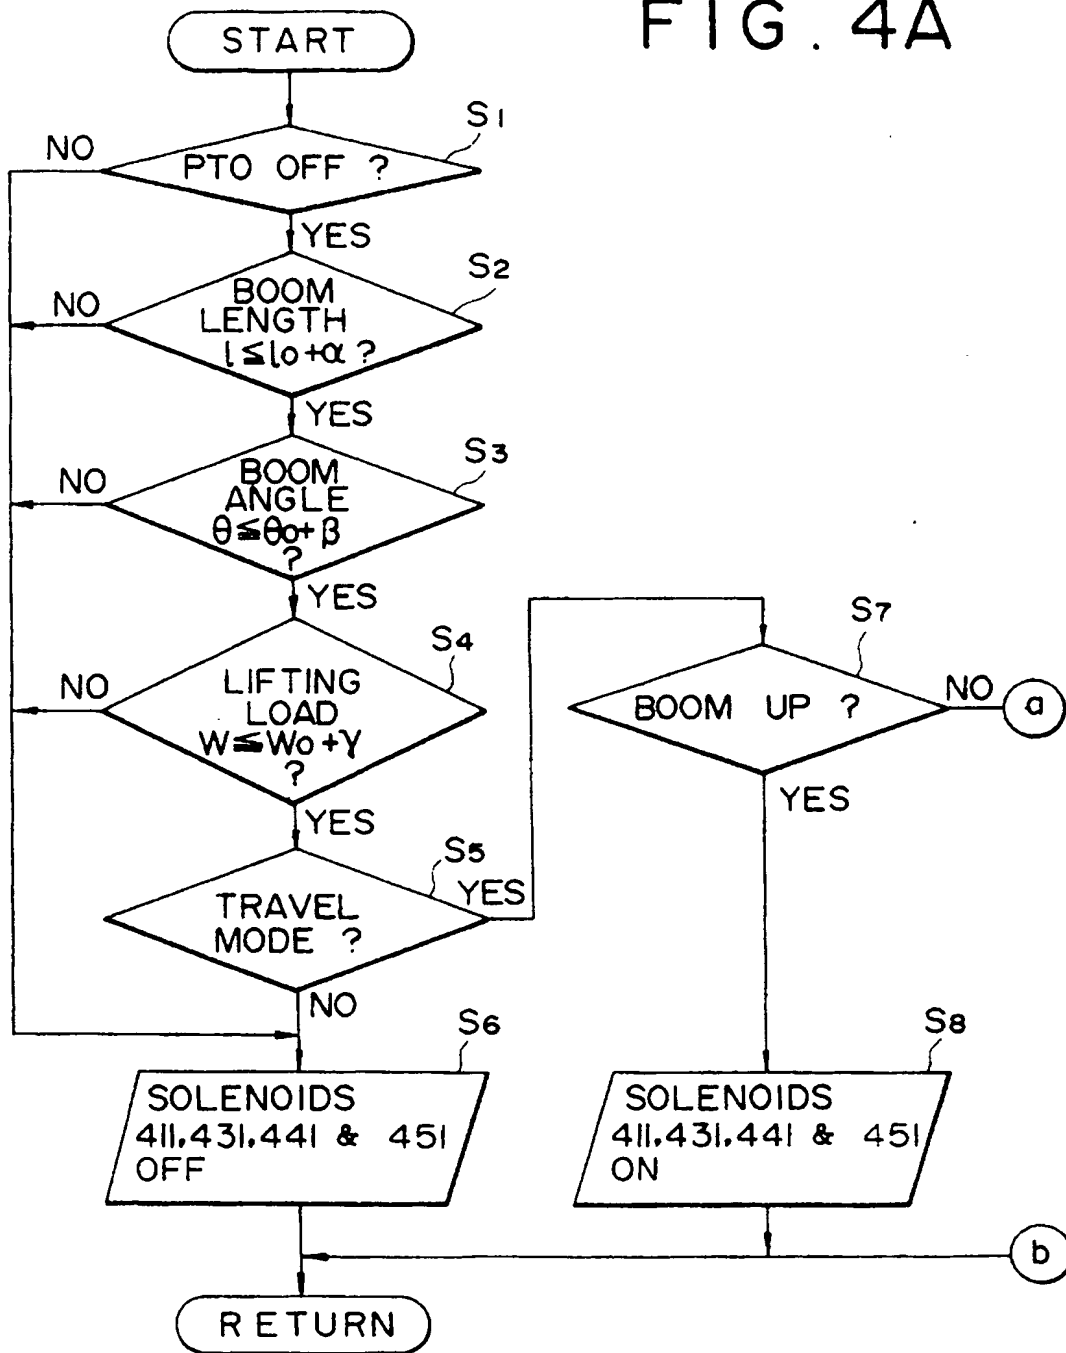 FIG. 4A
START
S1
NO
PTO OFF ?
YES
S2
NO
BOOM
LENGTH
l≦lo+α ?
YES
S3
NO
BOOM
ANGLE
θ≦θo+β
?
YES
S4
NO
LIFTING
LOAD
W≦Wo+γ
?
YES
S5
YES
TRAVEL
MODE ?
NO
S7
BOOM UP ?
NO
a
YES
S6
SOLENOIDS
411.431.441 & 451
OFF
S8
SOLENOIDS
411.431.441 & 451
ON
b
RETURN